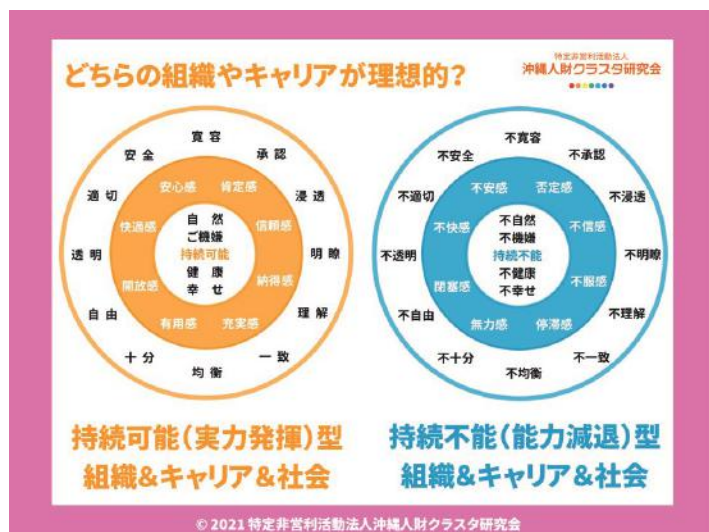 どちらの組織やキャリアが理想的？
特定非営利活動法人
沖縄人財クラスタ研究会
寛容
承認
浸透
明瞭
理解
一致
均衡
十分
自由
透明
適切
安全
安心感
肯定感
信頼感
納得感
充実感
有用感
開放感
快適感
自然
ご機嫌
持続可能
健康
幸せ
持続可能（実力発揮）型
組織&キャリア&社会
不寛容
不承認
不浸透
不明瞭
不理解
不一致
不均衡
不十分
不自由
不透明
不適切
不安全
不安感
否定感
不信感
不服感
停滞感
無力感
閉塞感
不快感
不自然
不機嫌
持続不能
不健康
不幸せ
持続不能（能力減退）型
組織&キャリア&社会
© 2021 特定非営利活動法人沖縄人財クラスタ研究会